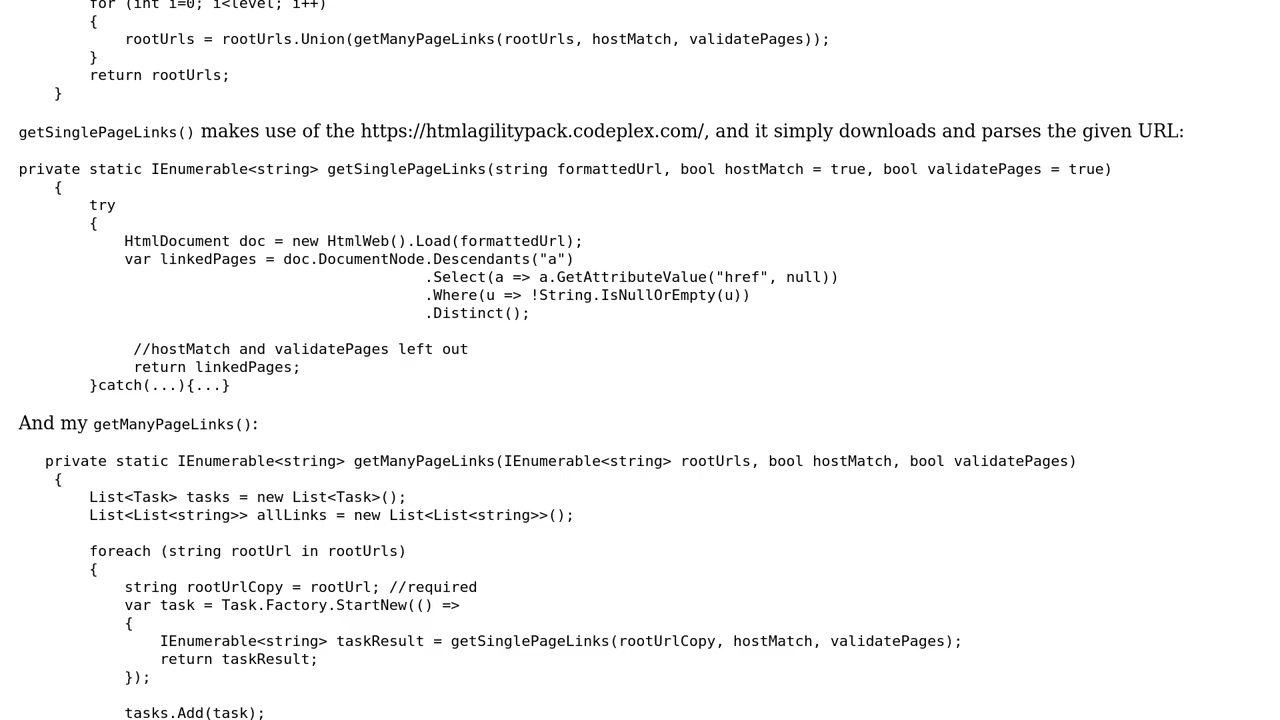 for (int i=0; i<level; i++)
{
rootUrls = rootUrls.Union(getManyPageLinks(rootUrls, hostMatch, validatePages));
}
return rootUrls;
}
getSinglePageLinks() makes use of the https://htmlagilitypack.codeplex.com/, and it simply downloads and parses the given URL:
private static IEnumerable<string> getSinglePageLinks(string formattedUrl, bool hostMatch = true, bool validatePages = true)
{
try
{
HtmlDocument doc = new HtmlWeb().Load(formattedUrl);
var linkedPages = doc.DocumentNode.Descendants("a")
.Select(a => a.GetAttributeValue("href", null))
.Where(u => !String.IsNullOrEmpty(u))
.Distinct();
//hostMatch and validatePages left out
return linkedPages;
}catch(...){...}
And my getManyPageLinks():
private static IEnumerable<string> getManyPageLinks(IEnumerable<string> rootUrls, bool hostMatch, bool validatePages)
{
List<Task> tasks = new List<Task>();
List<List<string>> allLinks = new List<List<string>>();
foreach (string rootUrl in rootUrls)
{
string rootUrlCopy = rootUrl; //required
var task = Task.Factory.StartNew(() =>
{
IEnumerable<string> taskResult = getSinglePageLinks(rootUrlCopy, hostMatch, validatePages);
return taskResult;
});
tasks.Add(task);